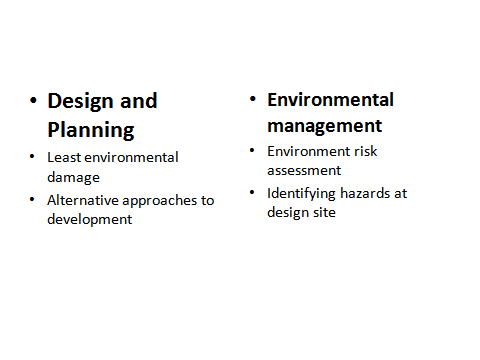 • Design and
Planning
• Least environmental
damage
• Alternative approaches to
development
• Environmental
management
• Environment risk
assessment
• Identifying hazards at
design site